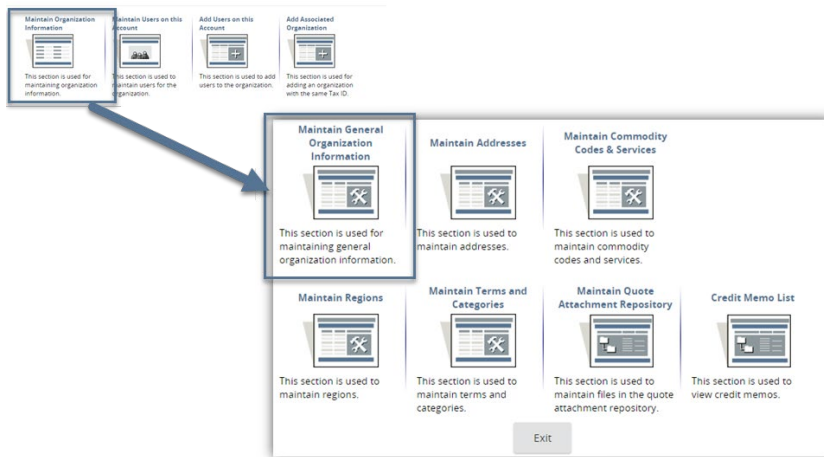 Maintain Organization
Information
This section is used for
maintaining organization
information.
Maintain Users on this
Account
This section is used to
maintain users for the
organization.
Add Users on this
Account
This section is used to add
users to the organization.
Add Associated
Organization
This section is used for
adding an organization
with the same Tax ID.
Maintain General
Organization
Information
This section is used for
maintaining general
organization information.
Maintain Addresses
This section is used to
maintain addresses.
Maintain Commodity
Codes & Services
This section is used to
maintain commodity
codes and services.
Maintain Regions
This section is used to
maintain regions.
Maintain Terms and
Categories
This section is used to
maintain terms and
categories.
Maintain Quote
Attachment Repository
This section is used to
maintain files in the quote
attachment repository.
Credit Memo List
This section is used to
view credit memos.
Exit